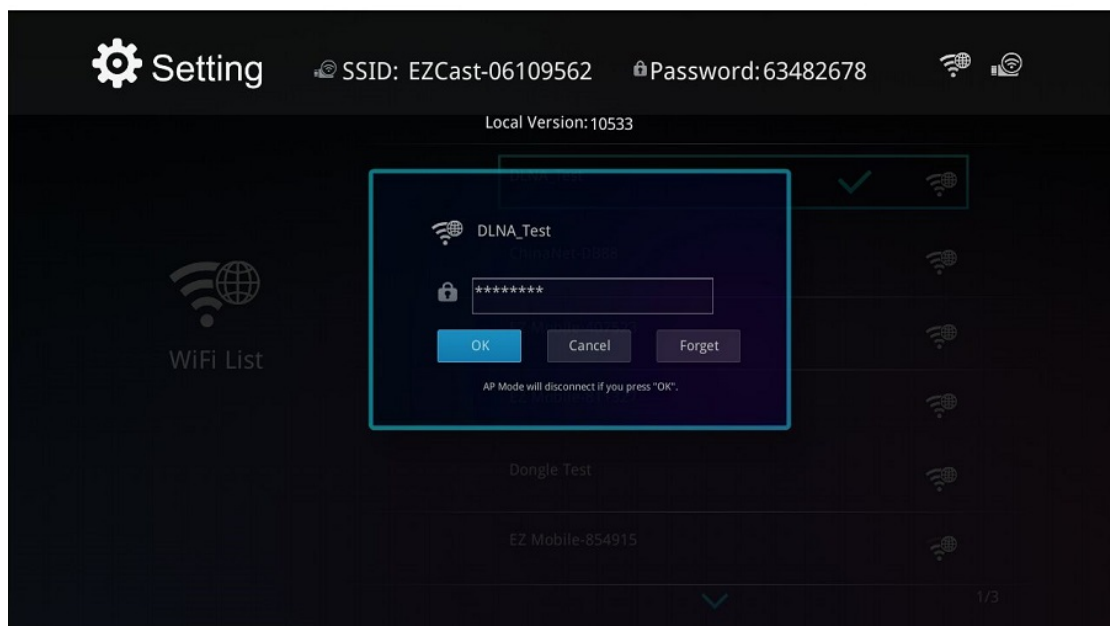 Setting SSID: EZCast-06109562 Password: 63482678
Local Version: 10533
DLNA_Test
********
OK Cancel Forget
AP Mode will disconnect if you press "OK".
WiFi List
Dongle Test
EZ Mobile-854915
1/3